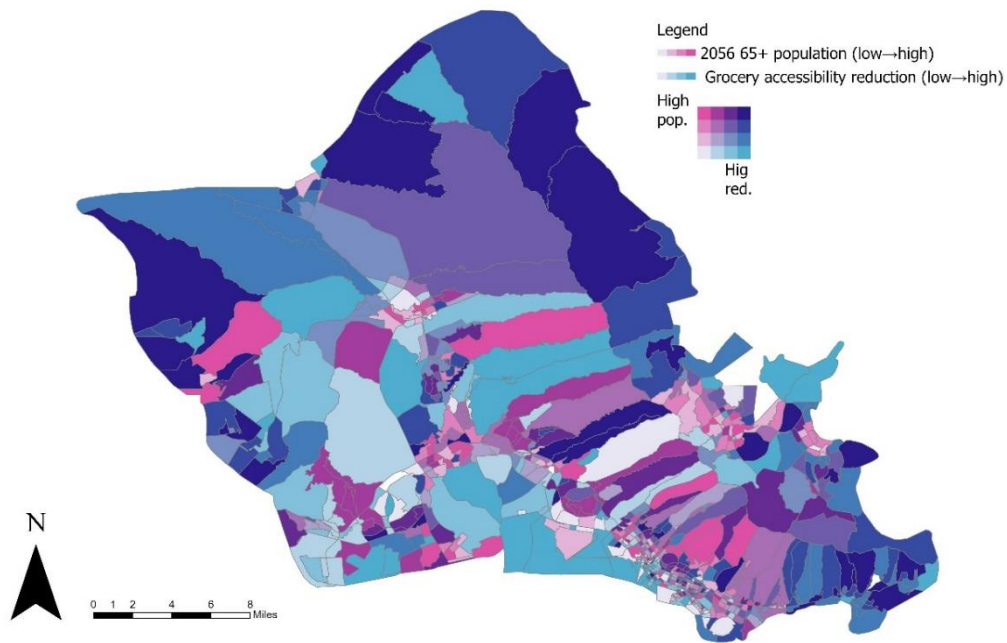 Legend
2056 65+ population (low→high)
Grocery accessibility reduction (low→high)
High
pop.
Hig
red.
N
0 1 2 4 6 8
Miles